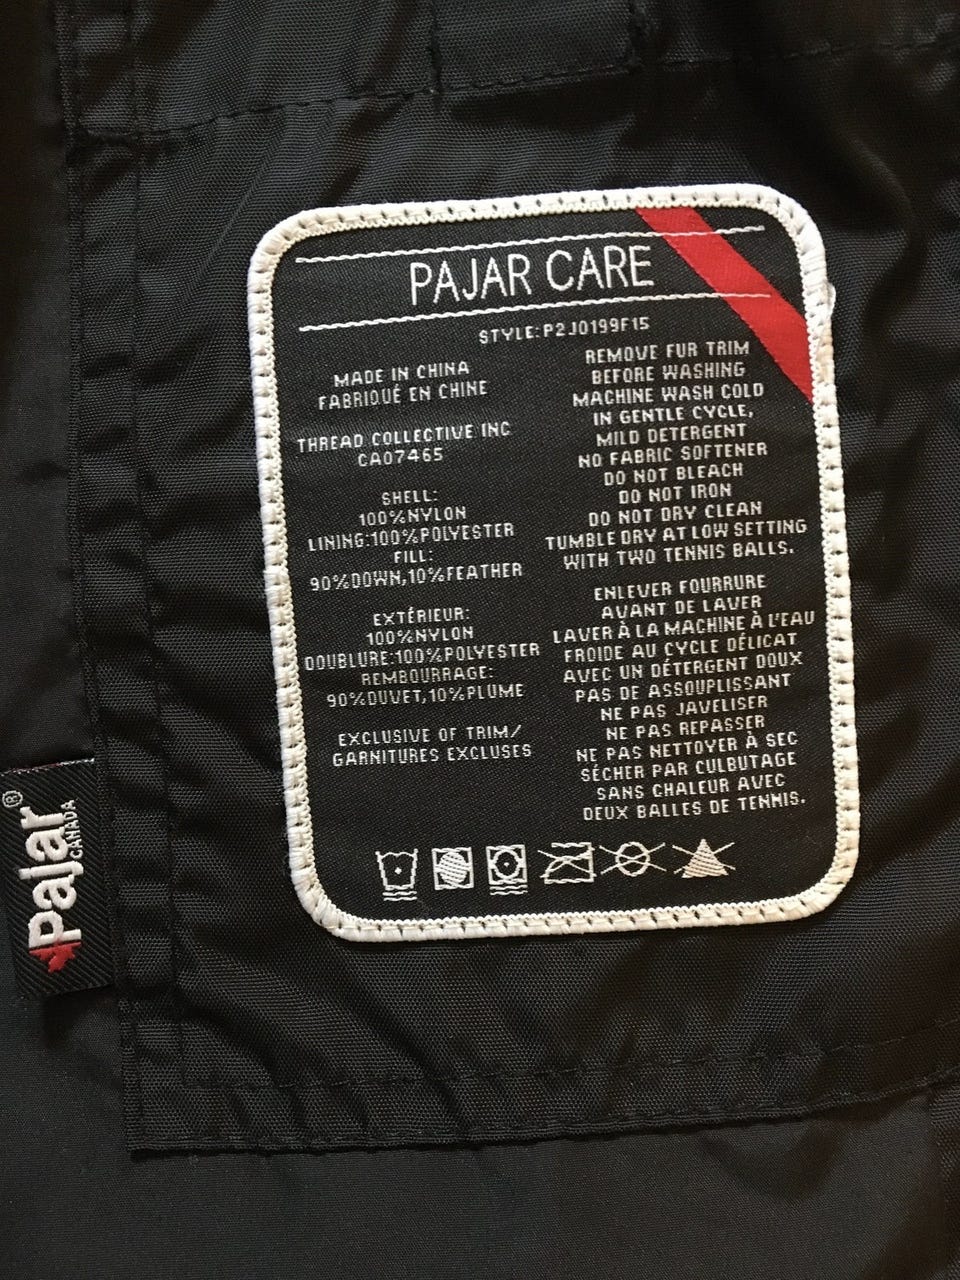 PAJAR CARE
STYLE:P2J0199F15
MADE IN CHINA
FABRIQUÉ EN CHINE
THREAD COLLECTIVE INC
CA07465
SHELL:
100%NYLON
LINING:100%POLYESTER
FILL:
90%DOWN,10%FEATHER
EXTÉRIEUR:
100%NYLON
DOUBLURE:100%POLYESTER
REMBOURRAGE:
90%DUVET,10%PLUME
EXCLUSIVE OF TRIM/
GARNITURES EXCLUSES
REMOVE FUR TRIM
BEFORE WASHING
MACHINE WASH COLD
IN GENTLE CYCLE,
MILD DETERGENT
NO FABRIC SOFTENER
DO NOT BLEACH
DO NOT IRON
DO NOT DRY CLEAN
TUMBLE DRY AT LOW SETTING
WITH TWO TENNIS BALLS.
ENLEVER FOURRURE
AVANT DE LAVER
LAVER À LA MACHINE À L'EAU
FROIDE AU CYCLE DÉLICAT
AVEC UN DÉTERGENT DOUX
PAS DE ASSOUPLISSANT
NE PAS JAVELISER
NE PAS REPASSER
NE PAS NETTOYER À SEC
SÉCHER PAR CULBUTAGE
SANS CHALEUR AVEC
DEUX BALLES DE TENNIS.
Pajar®
CANADA